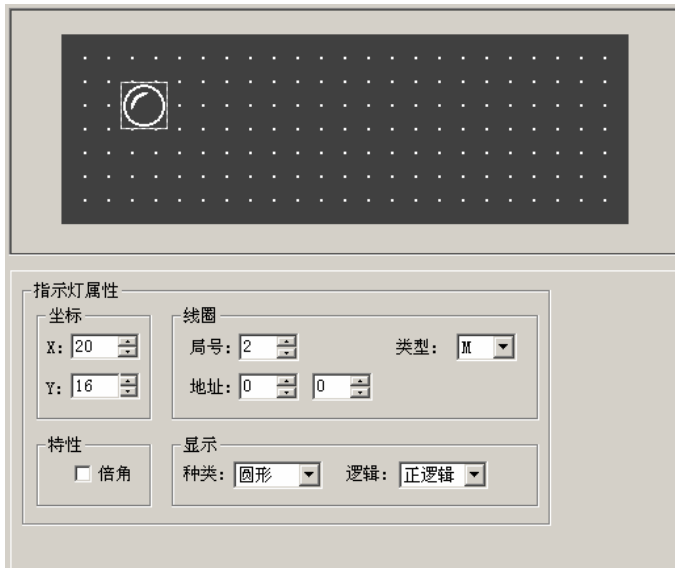 指示灯属性
坐标
X: 20
Y: 16
线圈
局号: 2
类型: M
地址: 0 0
特性
倍角
显示
种类: 圆形
逻辑: 正逻辑